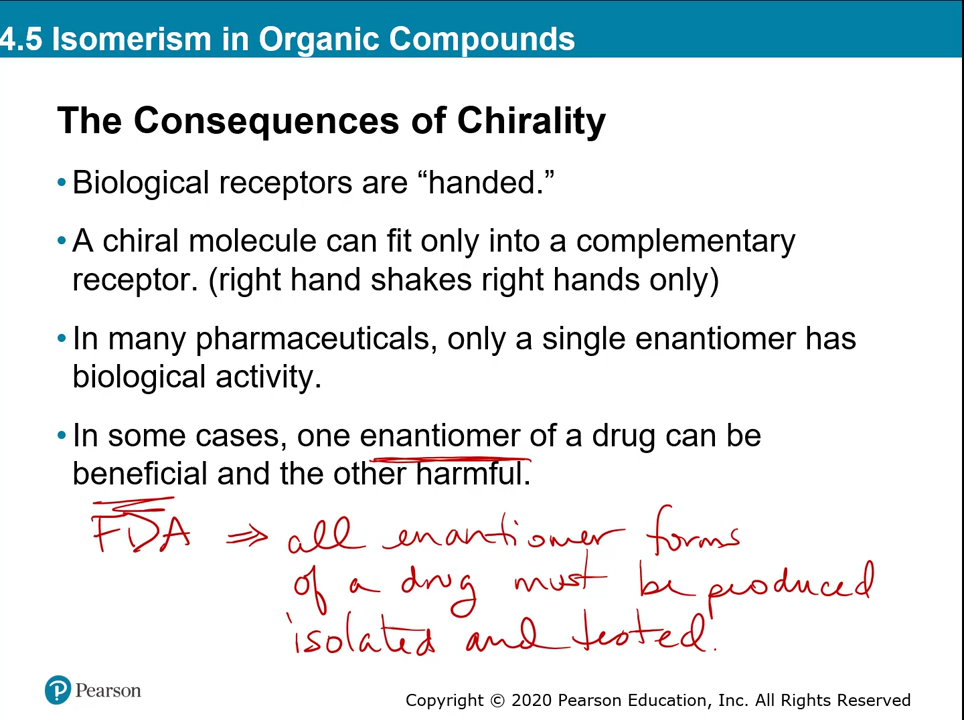 4.5 Isomerism in Organic Compounds
The Consequences of Chirality
• Biological receptors are “handed.”
• A chiral molecule can fit only into a complementary
receptor. (right hand shakes right hands only)
• In many pharmaceuticals, only a single enantiomer has
biological activity.
• In some cases, one enantiomer of a drug can be
beneficial and the other harmful.
FDA ⇒ all enantiomer forms
of a drug must be produced
isolated and tested.
P Pearson
Copyright © 2020 Pearson Education, Inc. All Rights Reserved